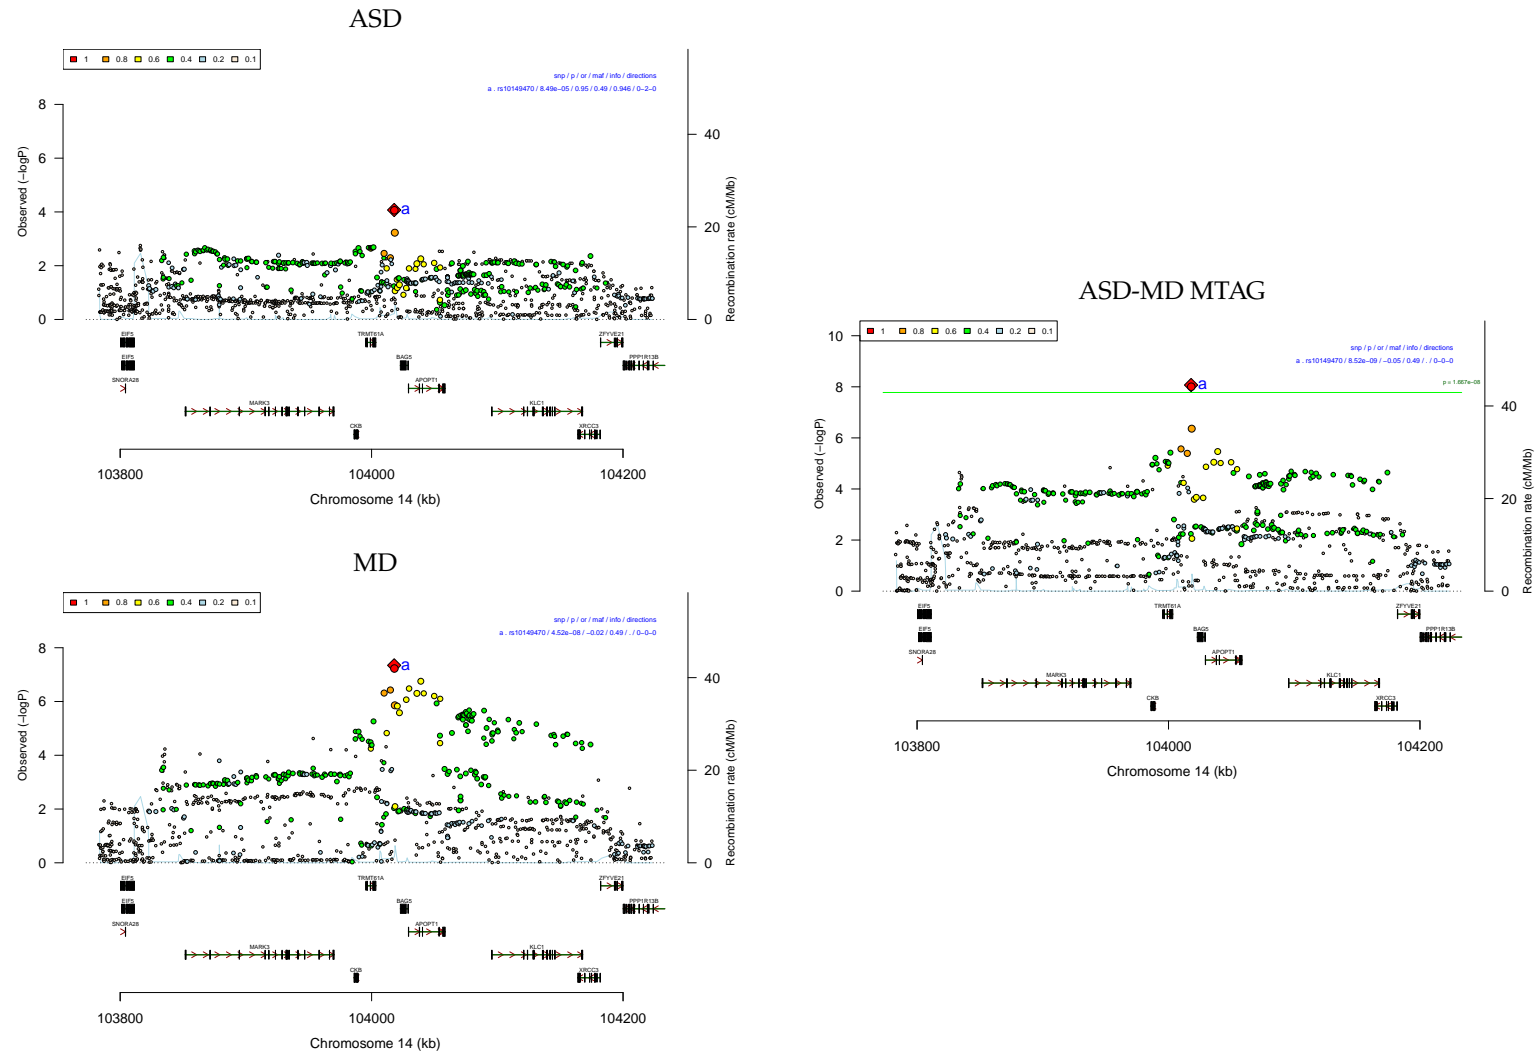 ASD
1 0.8 0.6 0.4 0.2 0.1
snp / p / or / maf / info / directions
a . rs10149470 / 8.49e−05 / 0.95 / 0.49 / 0.946 / 0−2−0
8
6
4
2
0
Observed (−logP)
40
20
0
Recombination rate (cM/Mb)
a
EIF5 TRMT61A ZFYVE21
EIF5 BAG5 PPP1R13B
SNORA28 APOPT1
MARK3 KLC1
CKB XRCC3
103800 104000 104200
Chromosome 14 (kb)
MD
1 0.8 0.6 0.4 0.2 0.1
snp / p / or / maf / info / directions
a . rs10149470 / 4.52e−08 / −0.02 / 0.49 / . / 0−0−0
8
6
4
2
0
Observed (−logP)
40
20
0
Recombination rate (cM/Mb)
a
EIF5 TRMT61A ZFYVE21
EIF5 BAG5 PPP1R13B
SNORA28 APOPT1
MARK3 KLC1
CKB XRCC3
103800 104000 104200
Chromosome 14 (kb)
ASD-MD MTAG
1 0.8 0.6 0.4 0.2 0.1
snp / p / or / maf / info / directions
a . rs10149470 / 8.52e−09 / −0.05 / 0.49 / . / 0−0−0
p = 1.667e−08
10
8
6
4
2
0
Observed (−logP)
40
20
0
Recombination rate (cM/Mb)
a
EIF5 TRMT61A ZFYVE21
EIF5 BAG5 PPP1R13B
SNORA28 APOPT1
MARK3 KLC1
CKB XRCC3
103800 104000 104200
Chromosome 14 (kb)